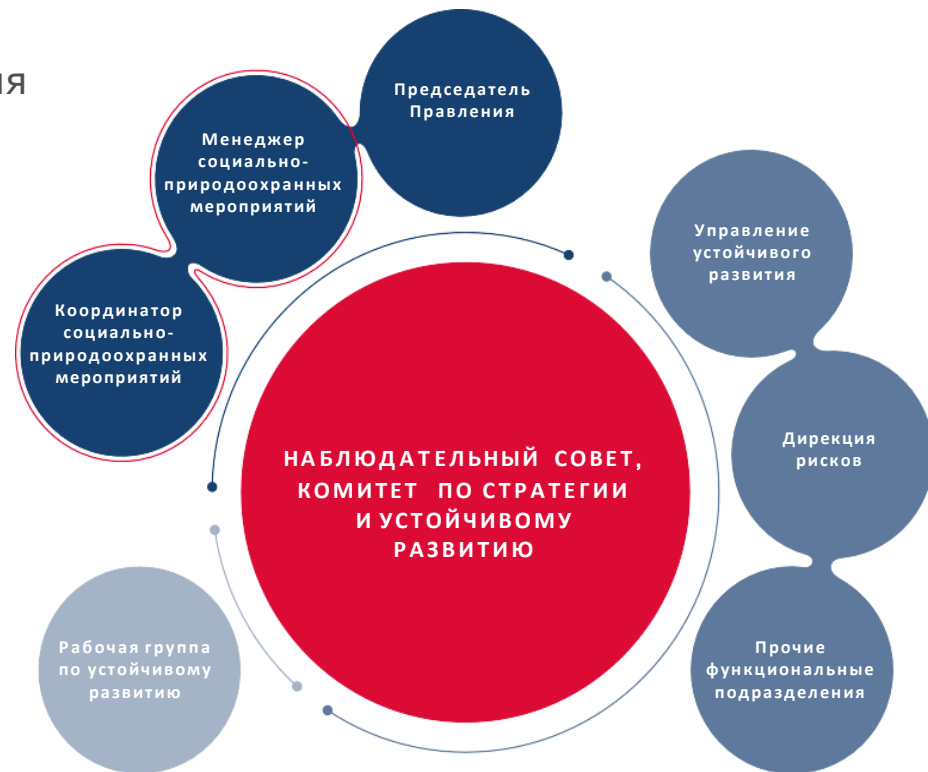 Председатель
Правления
Менеджер
социально-
природоохранных
мероприятий
Управление
устойчивого
развития
Координатор
социально-
природоохранных
мероприятий
Дирекция
рисков
НАБЛЮДАТЕЛЬНЫЙ СОВЕТ,
КОМИТЕТ ПО СТРАТЕГИИ
И УСТОЙЧИВОМУ
РАЗВИТИЮ
Рабочая группа
по устойчивому
развитию
Прочие
функциональные
подразделения